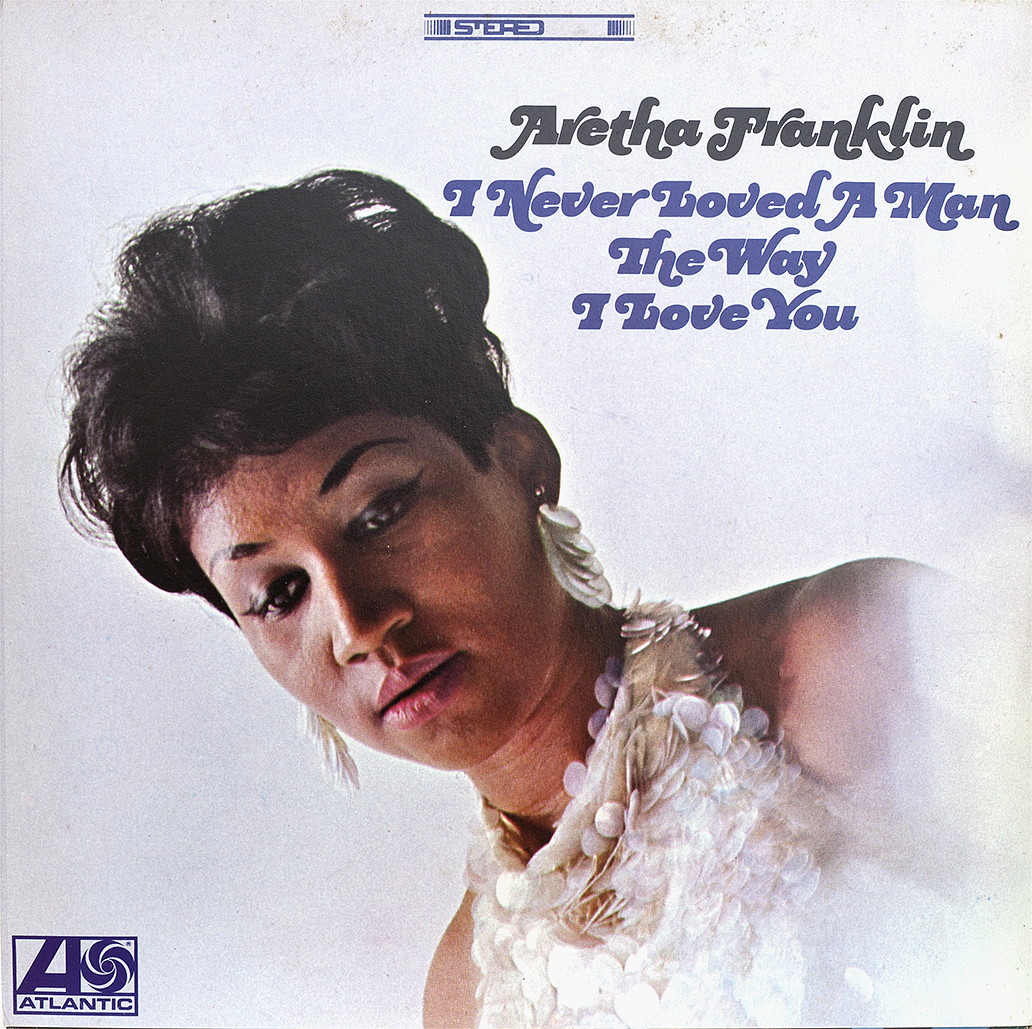 STEREO
Aretha Franklin
I Never Loved A Man
The Way
I Love You
ATLANTIC